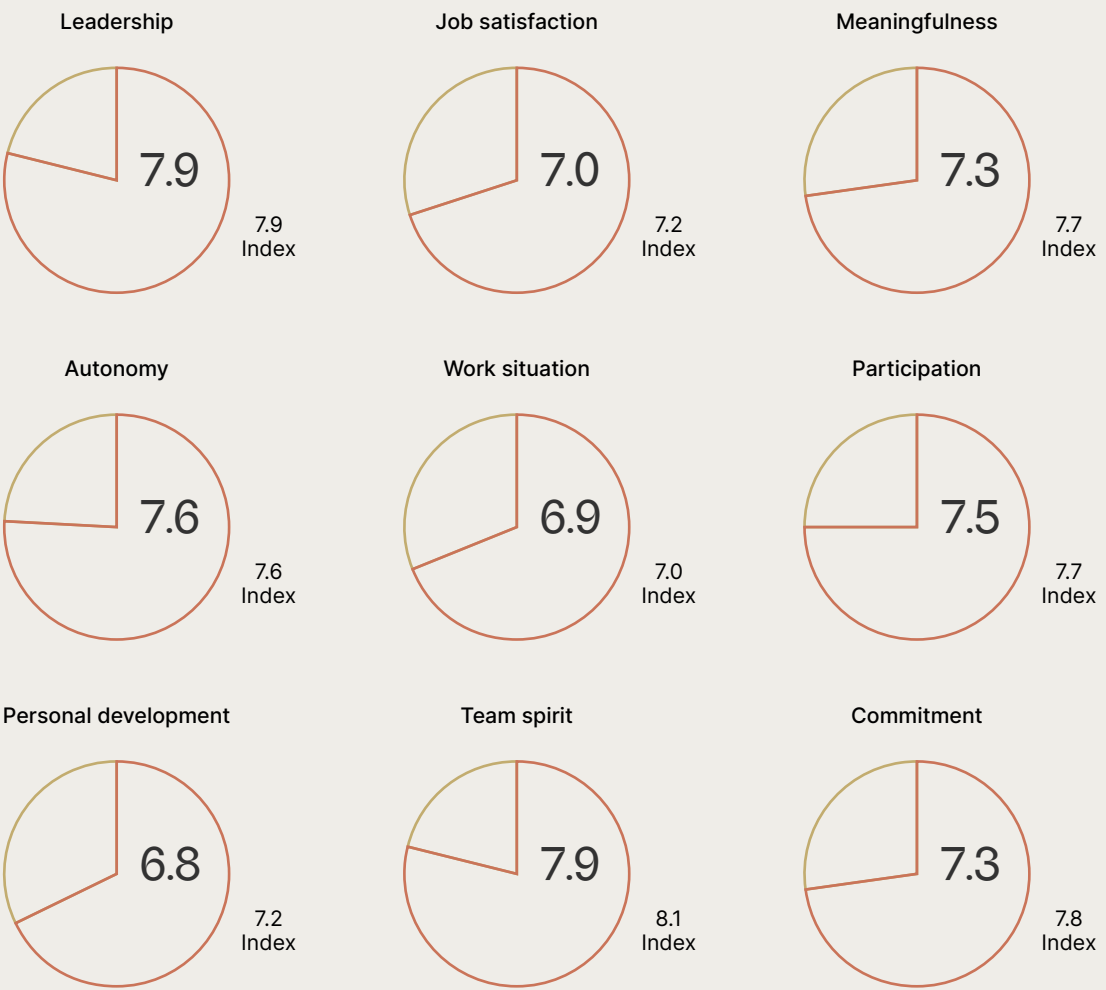 Leadership
7.9
7.9
Index
Job satisfaction
7.0
7.2
Index
Meaningfulness
7.3
7.7
Index
Autonomy
7.6
7.6
Index
Work situation
6.9
7.0
Index
Participation
7.5
7.7
Index
Personal development
6.8
7.2
Index
Team spirit
7.9
8.1
Index
Commitment
7.3
7.8
Index